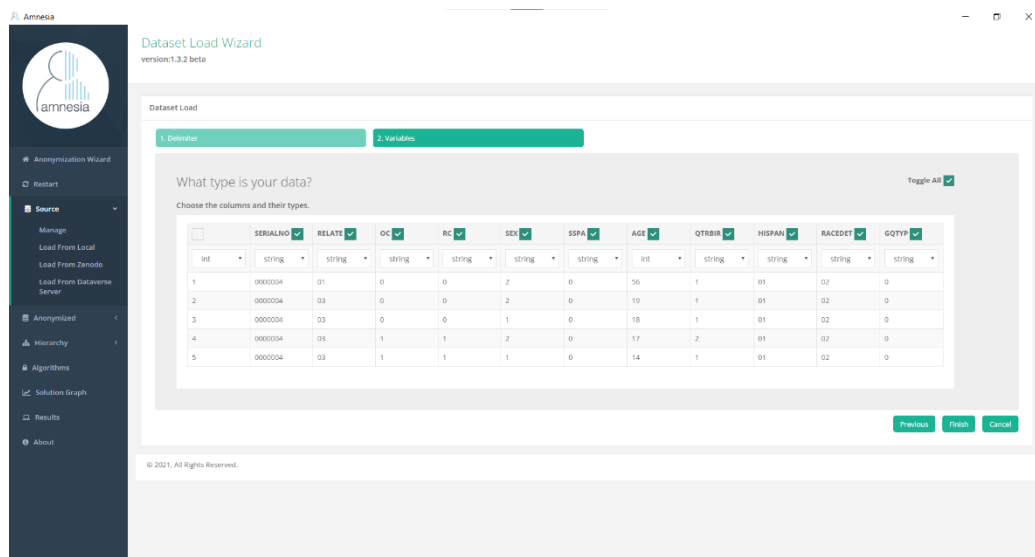 Amnesia
amnesia
Anonymization Wizard
Restart
Source
Manage
Load From Local
Load From Zenodo
Load From Dataverse
Server
Anonymized
Hierarchy
Algorithms
Solution Graph
Results
About
Dataset Load Wizard
version:1.3.2 beta
Dataset Load
1. Delimiter 2. Variables
What type is your data? Toggle All
Choose the columns and their types.
SERIALNO RELATE OC RC SEX SSPA AGE QTRBIR HISPAN RACEDET GQTYP
int string string string string string string int string string string string
1 0000004 01 0 0 2 0 56 1 01 02 0
2 0000004 03 0 0 2 0 19 1 01 02 0
3 0000004 03 0 0 1 0 18 1 01 02 0
4 0000004 03 1 1 2 0 17 2 01 02 0
5 0000004 03 1 1 1 0 14 1 01 02 0
Previous Finish Cancel
© 2021, All Rights Reserved.